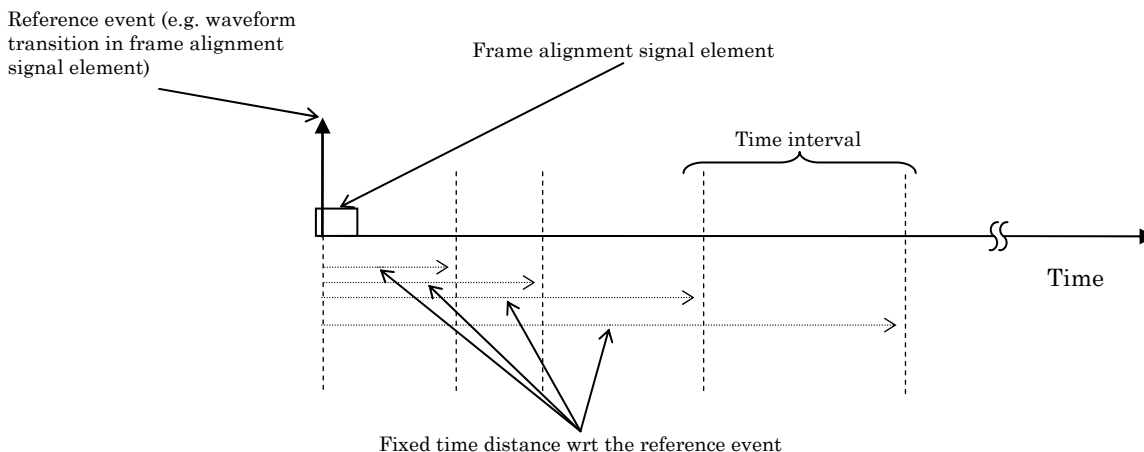 Reference event (e.g. waveform
transition in frame alignment
signal element)
Frame alignment signal element
Time interval
Time
Fixed time distance wrt the reference event